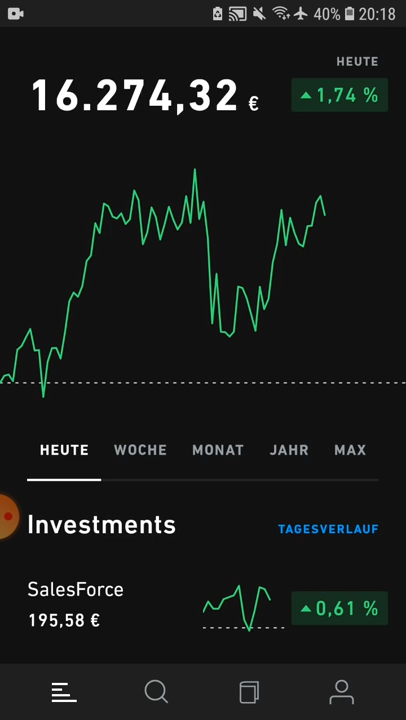 40% 20:18
HEUTE
16.274,32 €
1,74 %
HEUTE WOCHE MONAT JAHR MAX
Investments
TAGESVERLAUF
SalesForce
195,58 €
0,61 %